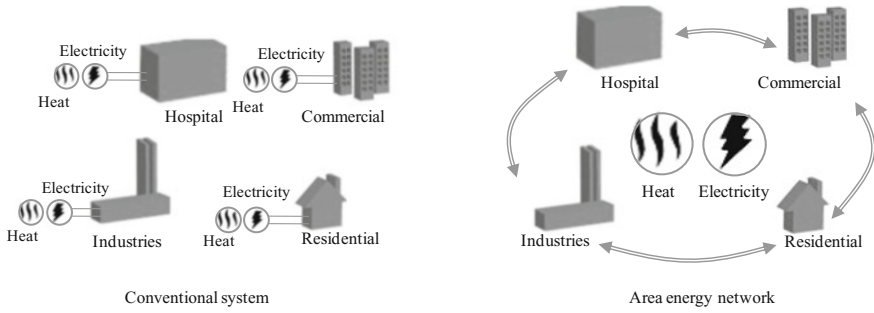 Electricity
Heat
Hospital
Electricity
Heat
Commercial
Electricity
Heat
Industries
Electricity
Heat
Residential
Conventional system
Hospital
Commercial
Heat
Electricity
Industries
Residential
Area energy network